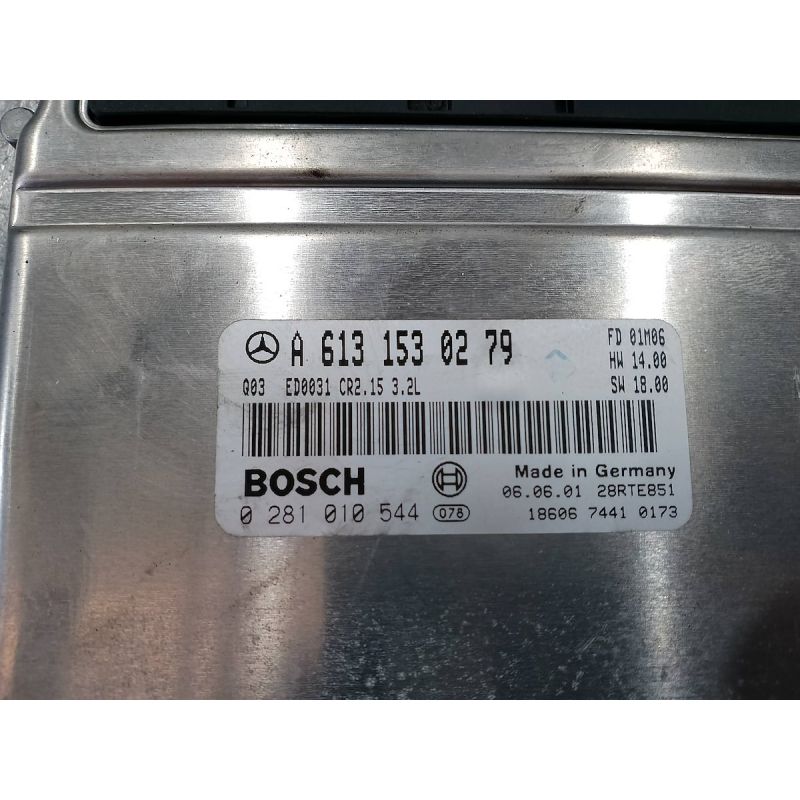 A 613 153 02 79
FD 01M06
HW 14.00
Q03 ED0031 CR2.15 3.2L
SW 18.00
BOSCH
Made in Germany
06.06.01 28RTE851
0 281 010 544 078
18606 7441 0173